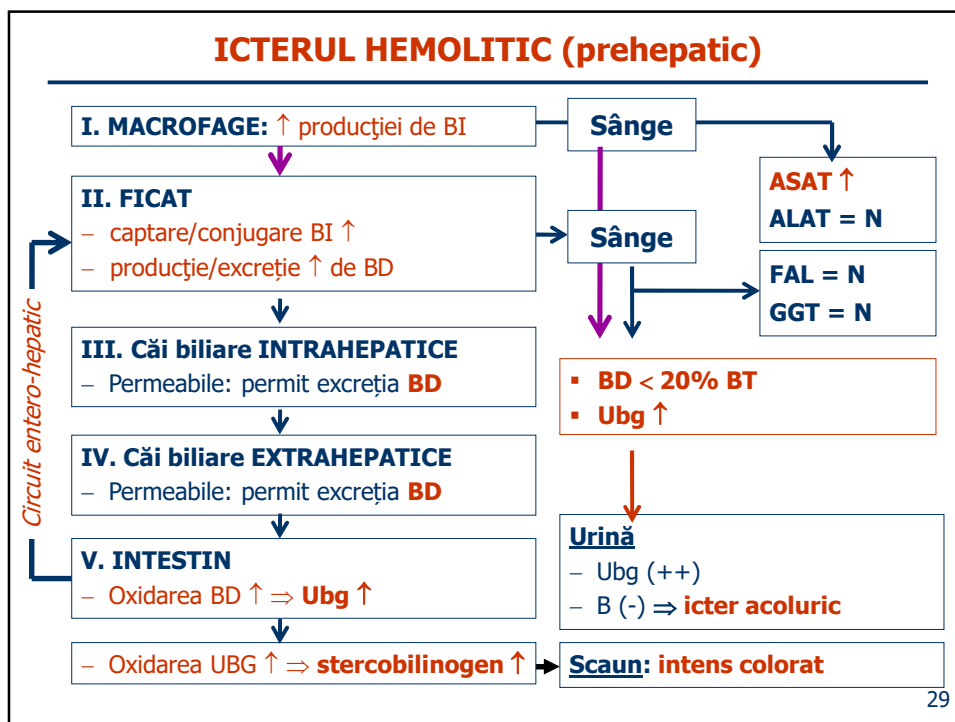 ICTERUL HEMOLITIC (prehepatic)
I. MACROFAGE: ↑ producţiei de BI
Sânge
ASAT ↑
ALAT = N
II. FICAT
– captare/conjugare BI ↑
– producţie/excreție ↑ de BD
Sânge
FAL = N
GGT = N
Circuit entero-hepatic
III. Căi biliare INTRAHEPATICE
– Permeabile: permit excreția BD
▪ BD < 20% BT
▪ Ubg ↑
IV. Căi biliare EXTRAHEPATICE
– Permeabile: permit excreția BD
V. INTESTIN
– Oxidarea BD ↑ ⇒ Ubg ↑
Urină
– Ubg (++)
– B (-) ⇒ icter acoluric
– Oxidarea UBG ↑ ⇒ stercobilinogen ↑
Scaun: intens colorat
29